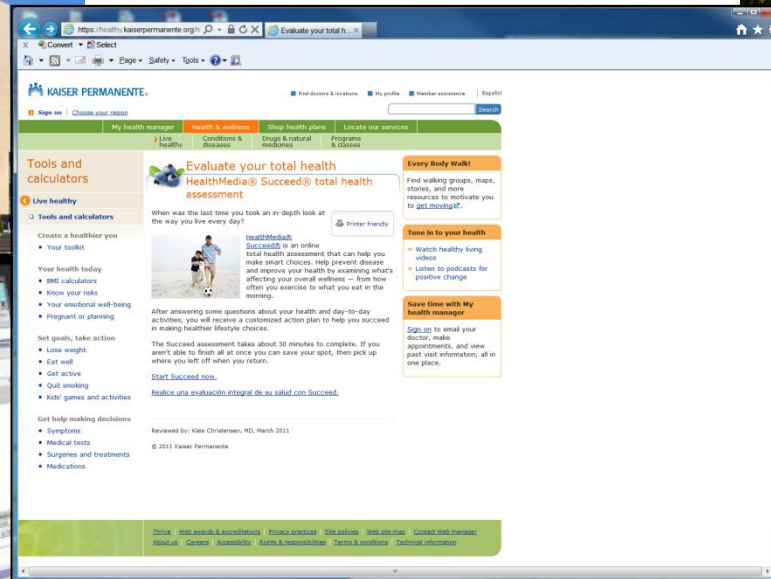 https://healthy.kaiserpermanente.org/h
Evaluate your total h...
x Convert Select
Page Safety Tools
KAISER PERMANENTE®
Find doctors & locations My profile Member assistance Español
Sign on Choose your region
Search
My health manager Health & wellness Shop health plans Locate our services
Live healthy Conditions & diseases Drugs & natural medicines Programs & classes
Tools and
calculators
Live healthy
Tools and calculators
Create a healthier you
Your toolkit
Your health today
BMI calculators
Know your risks
Your emotional well-being
Pregnant or planning
Set goals, take action
Lose weight
Eat well
Get active
Quit smoking
Kids' games and activities
Get help making decisions
Symptoms
Medical tests
Surgeries and treatments
Medications
Evaluate your total health
HealthMedia® Succeed® total health
assessment
When was the last time you took an in-depth look at
the way you live every day?
Printer friendly
HealthMedia®
Succeed® is an online
total health assessment that can help you
make smart choices. Help prevent disease
and improve your health by examining what's
affecting your overall wellness — from how
often you exercise to what you eat in the
morning.
After answering some questions about your health and day-to-day
activities, you will receive a customized action plan to help you succeed
in making healthier lifestyle choices.
The Succeed assessment takes about 30 minutes to complete. If you
aren't able to finish all at once you can save your spot, then pick up
where you left off when you return.
Start Succeed now.
Realice una evaluación integral de su salud con Succeed.
Reviewed by: Kate Christensen, MD, March 2011
© 2011 Kaiser Permanente
Every Body Walk!
Find walking groups, maps,
stories, and more
resources to motivate you
to get moving.
Tune in to your health
Watch healthy living
videos
Listen to podcasts for
positive change
Save time with My
health manager
Sign on to email your
doctor, make
appointments, and view
past visit information, all in
one place.
Thrive Web awards & accreditations Privacy practices Site policies Web site map Contact Web manager
About us Careers Accessibility Rights & responsibilities Terms & conditions Technical information